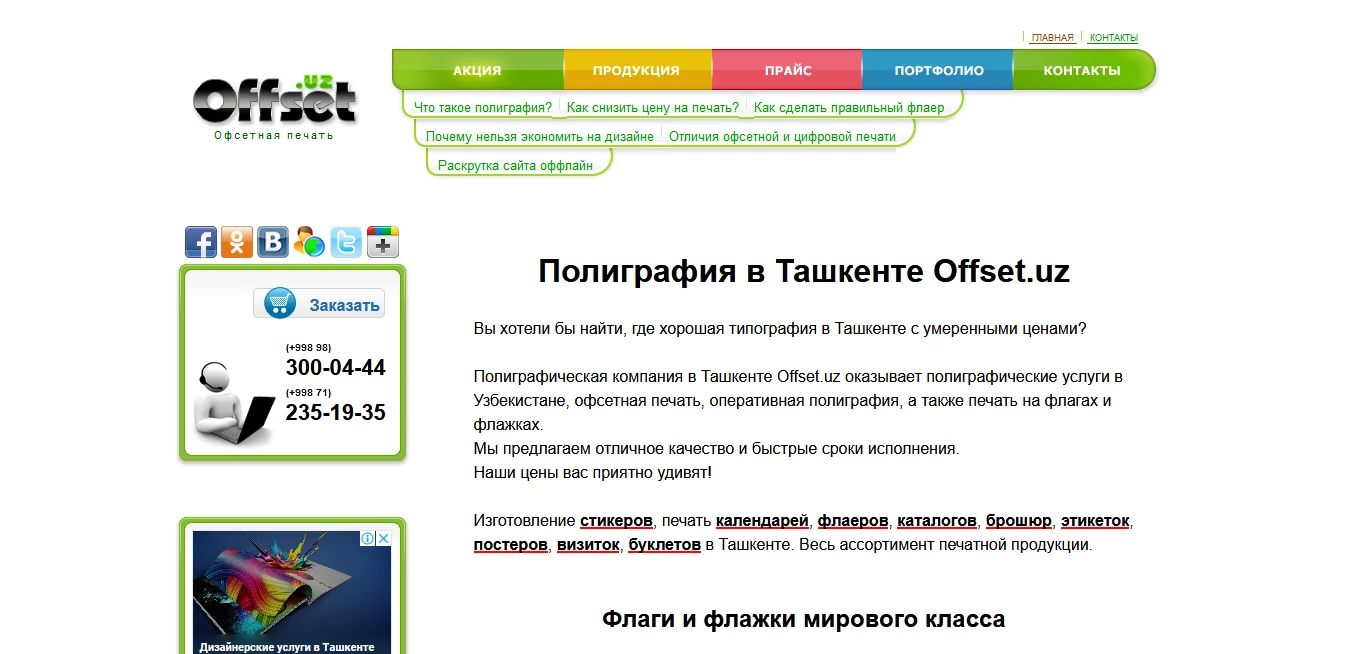 ГЛАВНАЯ КОНТАКТЫ
АКЦИЯ ПРОДУКЦИЯ ПРАЙС ПОРТФОЛИО КОНТАКТЫ
Offset.uz
Офсетная печать
Что такое полиграфия? Как снизить цену на печать? Как сделать правильный флаер
Почему нельзя экономить на дизайне Отличия офсетной и цифровой печати
Раскрутка сайта оффлайн
Заказать
(+998 98)
300-04-44
(+998 71)
235-19-35
Дизайнерские услуги в Ташкенте
Полиграфия в Ташкенте Offset.uz
Вы хотели бы найти, где хорошая типография в Ташкенте с умеренными ценами?
Полиграфическая компания в Ташкенте Offset.uz оказывает полиграфические услуги в
Узбекистане, офсетная печать, оперативная полиграфия, а также печать на флагах и
флажках.
Мы предлагаем отличное качество и быстрые сроки исполнения.
Наши цены вас приятно удивят!
Изготовление стикеров, печать календарей, флаеров, каталогов, брошюр, этикеток,
постеров, визиток, буклетов в Ташкенте. Весь ассортимент печатной продукции.
Флаги и флажки мирового класса